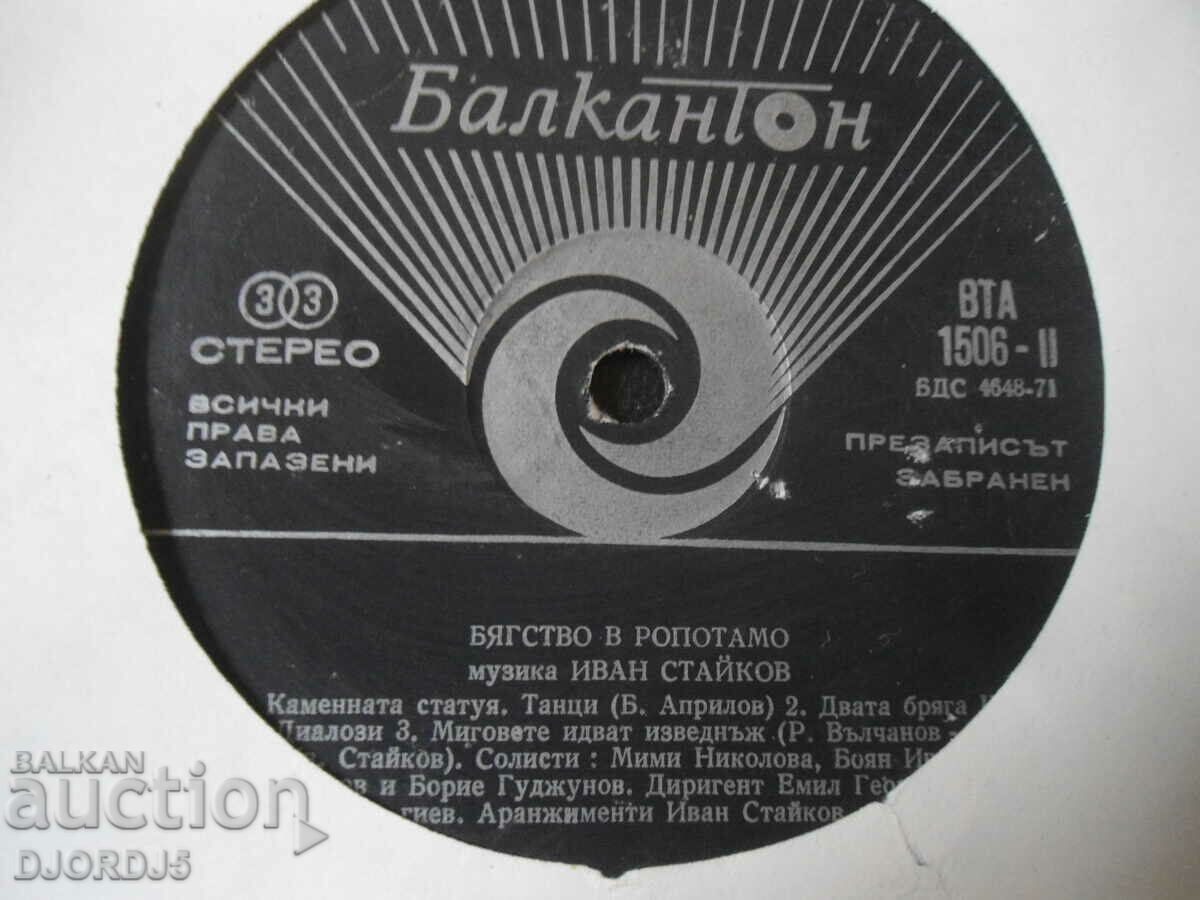 БалканТон
33
СТЕРЕО
ВСИЧКИ
ПРАВА
ЗАПАЗЕНИ
ВТА
1506 - II
БДС 4648-71
ПРЕЗАПИСЪТ
ЗАБРАНЕН
БЯГСТВО В РОПОТАМО
музика ИВАН СТАЙКОВ
Каменната статуя. Танци (Б. Априлов) 2. Двата бряга
Диалози 3. Миговете идват изведнъж (Р. Вълчанов -
Стайков). Солисти : Мими Николова, Боян
и Борис Гуджунов. Диригент Емил
Аранжименти Иван Стайков
BALKAN
auction
DJORDJ5